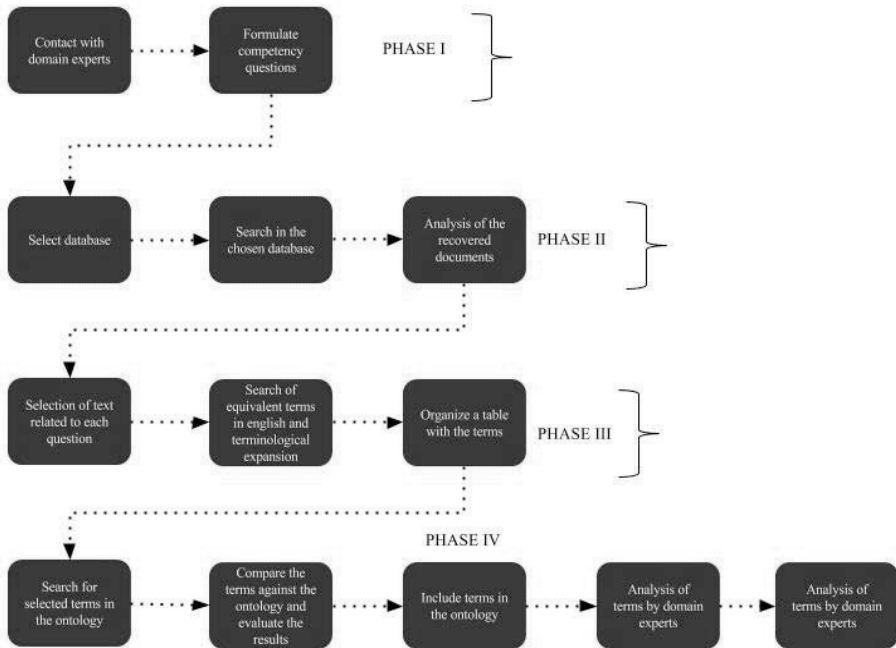 Contact with
domain experts
Formulate
competency
questions
PHASE I
Select database
Search in the
chosen database
Analysis of the
recovered
documents
PHASE II
Selection of text
related to each
question
Search of
equivalent terms
in english and
terminological
expansion
Organize a table
with the terms
PHASE III
PHASE IV
Search for
selected terms in
the ontology
Compare the
terms against the
ontology and
evaluate the
results
Include terms in
the ontology
Analysis of
terms by domain
experts
Analysis of
terms by domain
experts